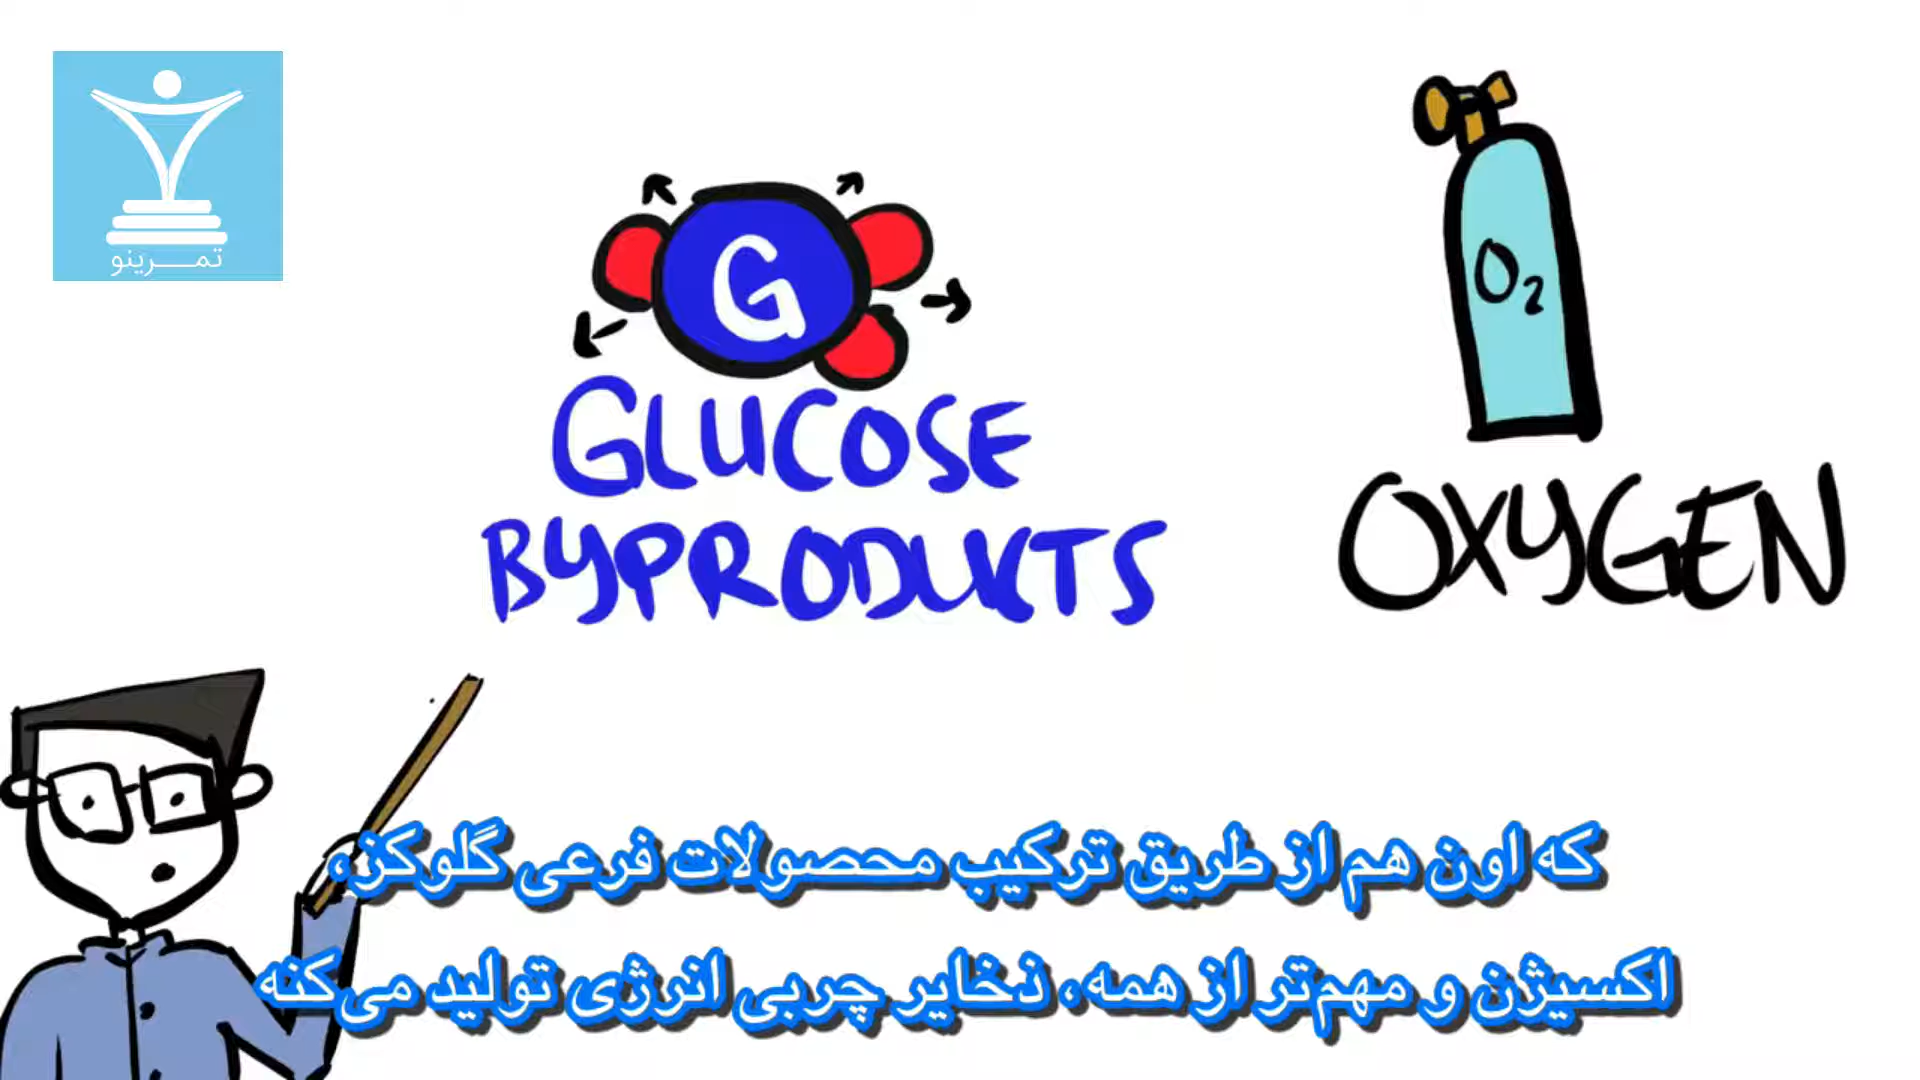 تمرینو
G
GLUCOSE
BYPRODUCTS
O₂
OXYGEN
که اون هم از طریق ترکیب محصولات فرعی گلوکز،
اکسیژن و مهم‌تر از همه، ذخایر چربی انرژی تولید می‌کنه